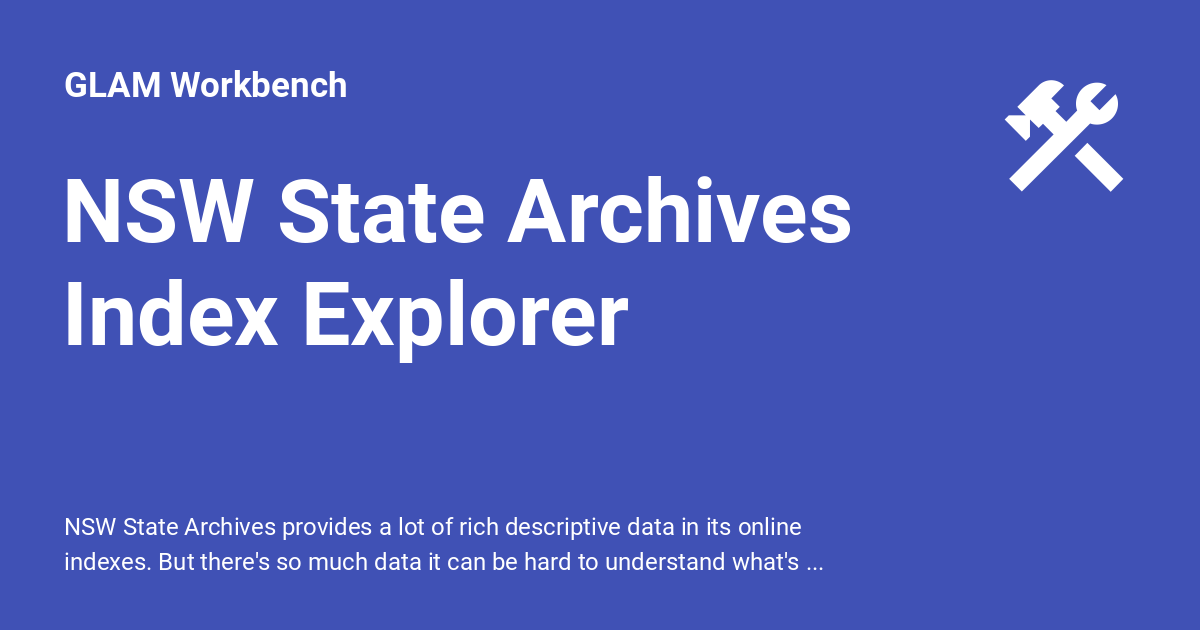 GLAM Workbench
NSW State Archives
Index Explorer
NSW State Archives provides a lot of rich descriptive data in its online
indexes. But there's so much data it can be hard to understand what's ...